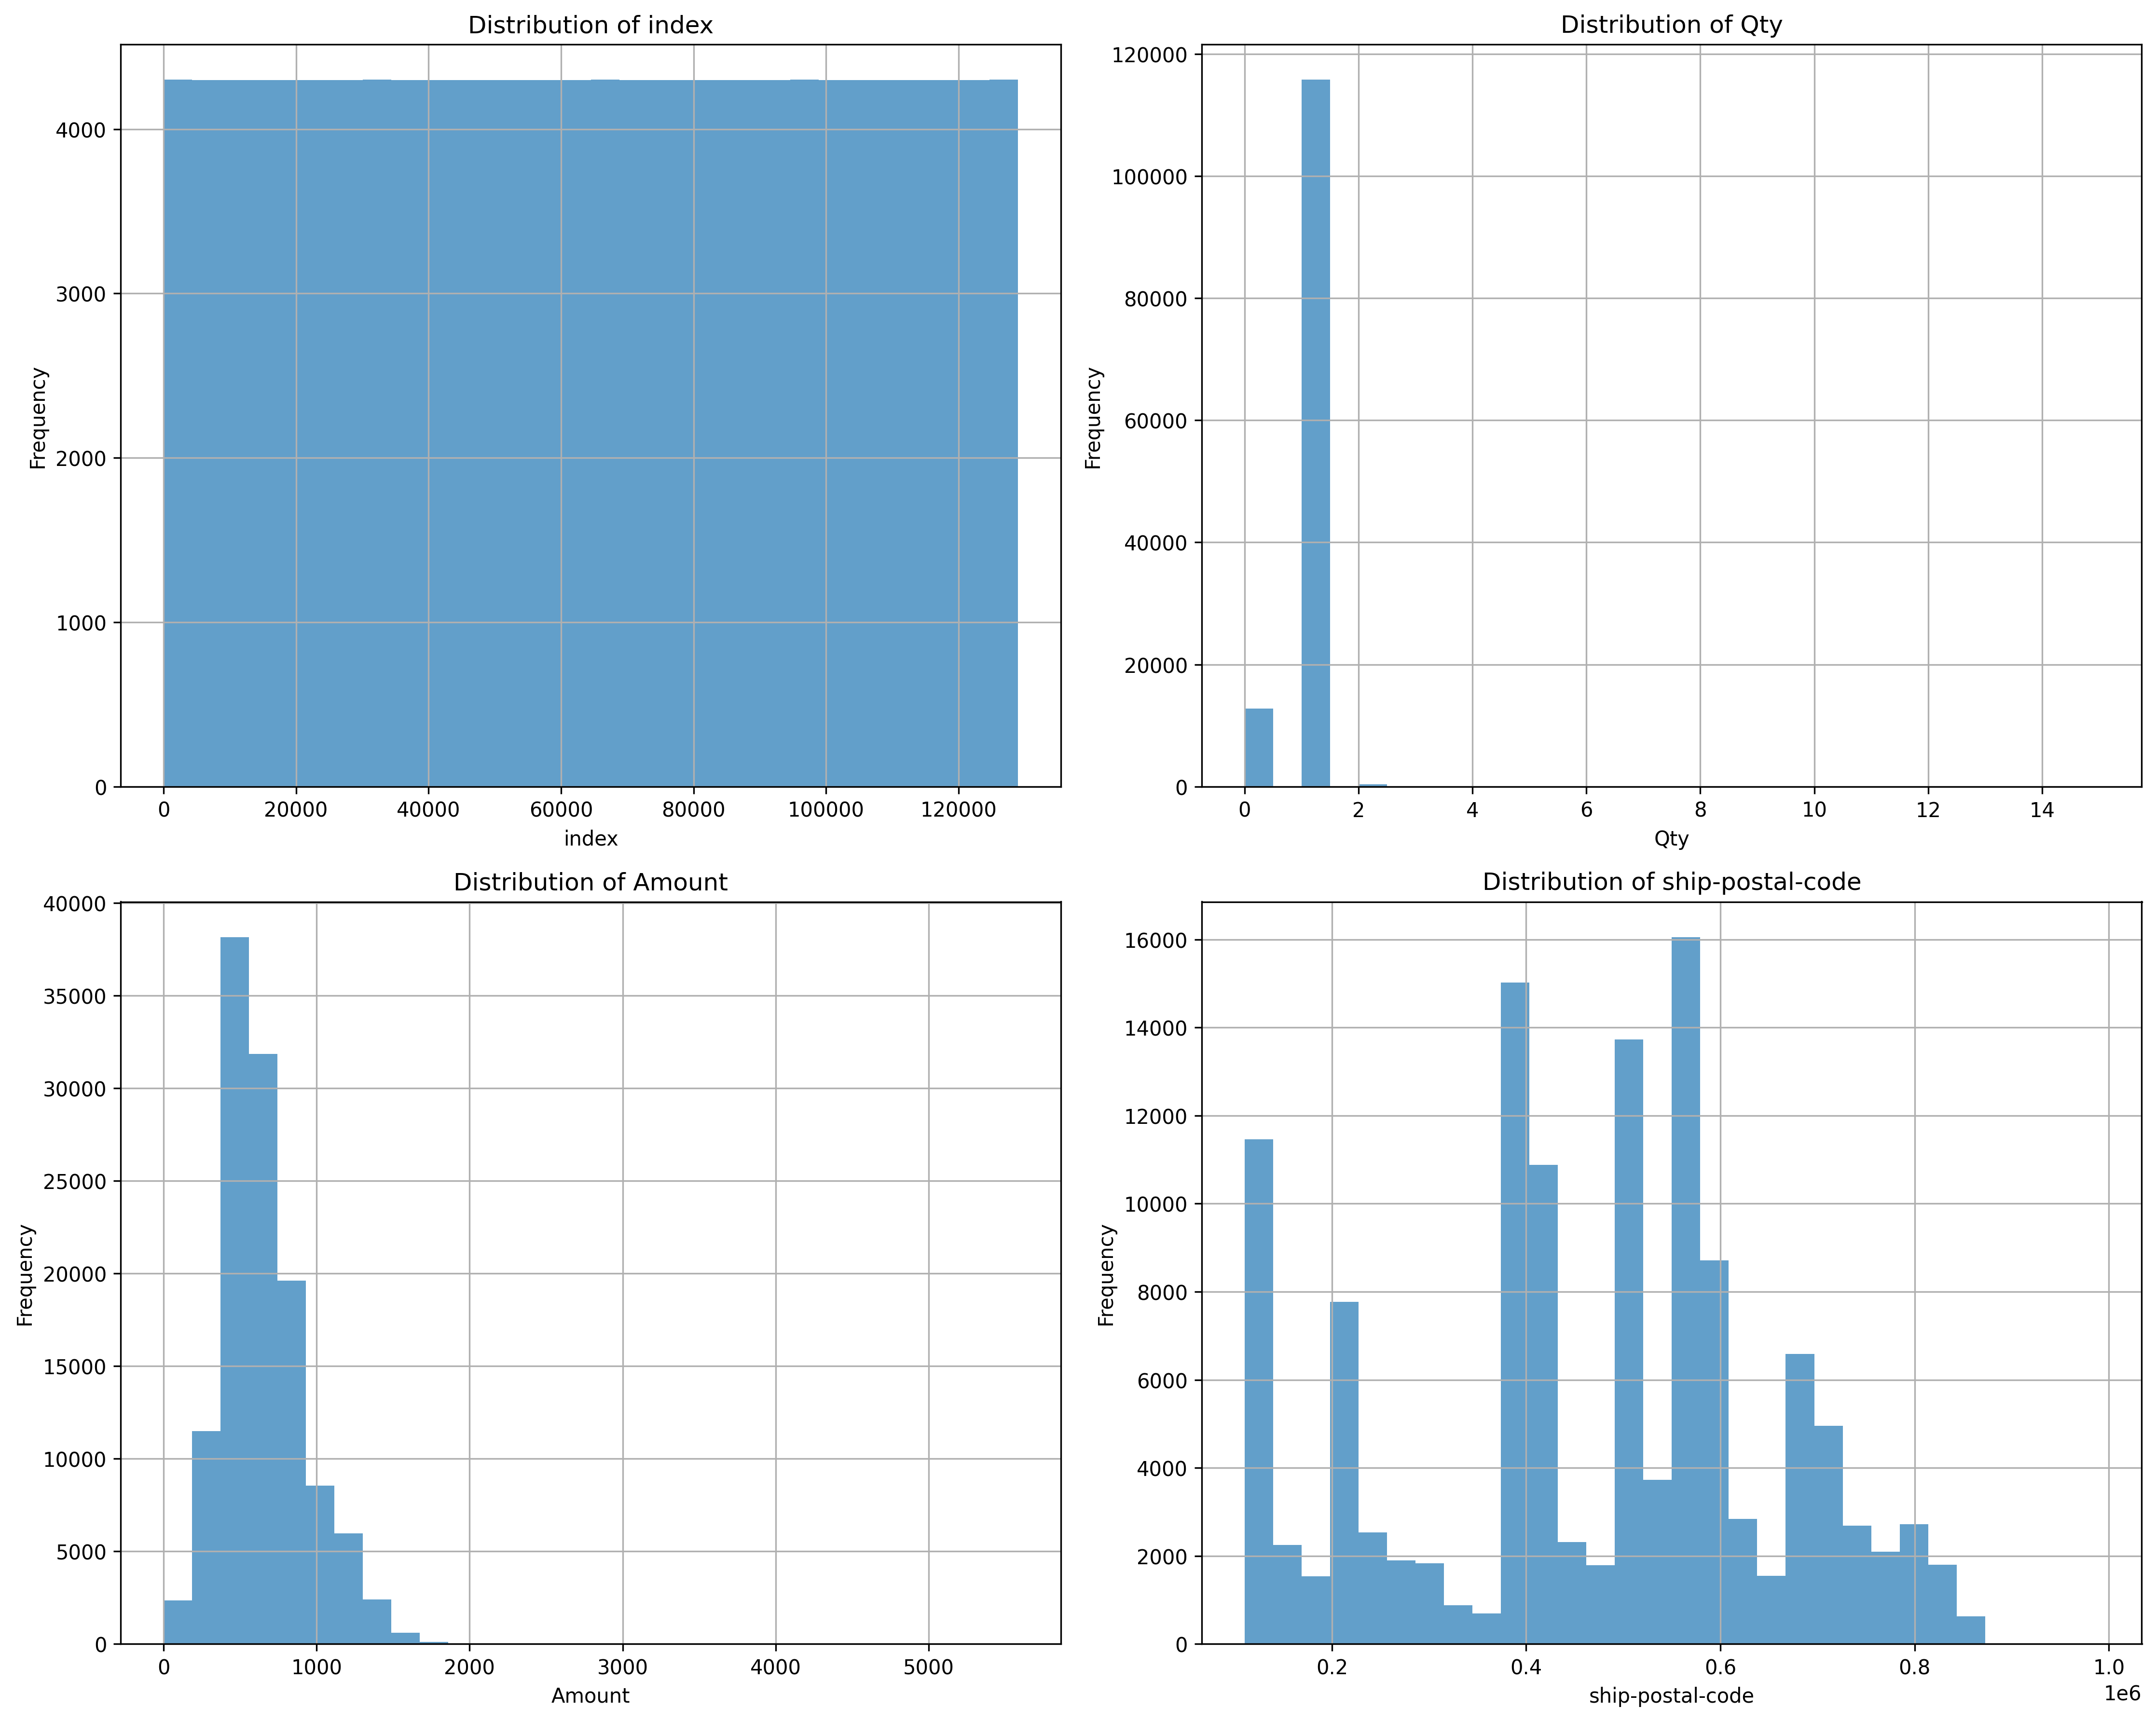 Distribution of index
Frequency
4000
3000
2000
1000
0
0 20000 40000 60000 80000 100000 120000
index
Distribution of Qty
Frequency
120000
100000
80000
60000
40000
20000
0
0 2 4 6 8 10 12 14
Qty
Distribution of Amount
Frequency
40000
35000
30000
25000
20000
15000
10000
5000
0
0 1000 2000 3000 4000 5000
Amount
Distribution of ship-postal-code
Frequency
16000
14000
12000
10000
8000
6000
4000
2000
0
0.2 0.4 0.6 0.8 1.0
1e6
ship-postal-code